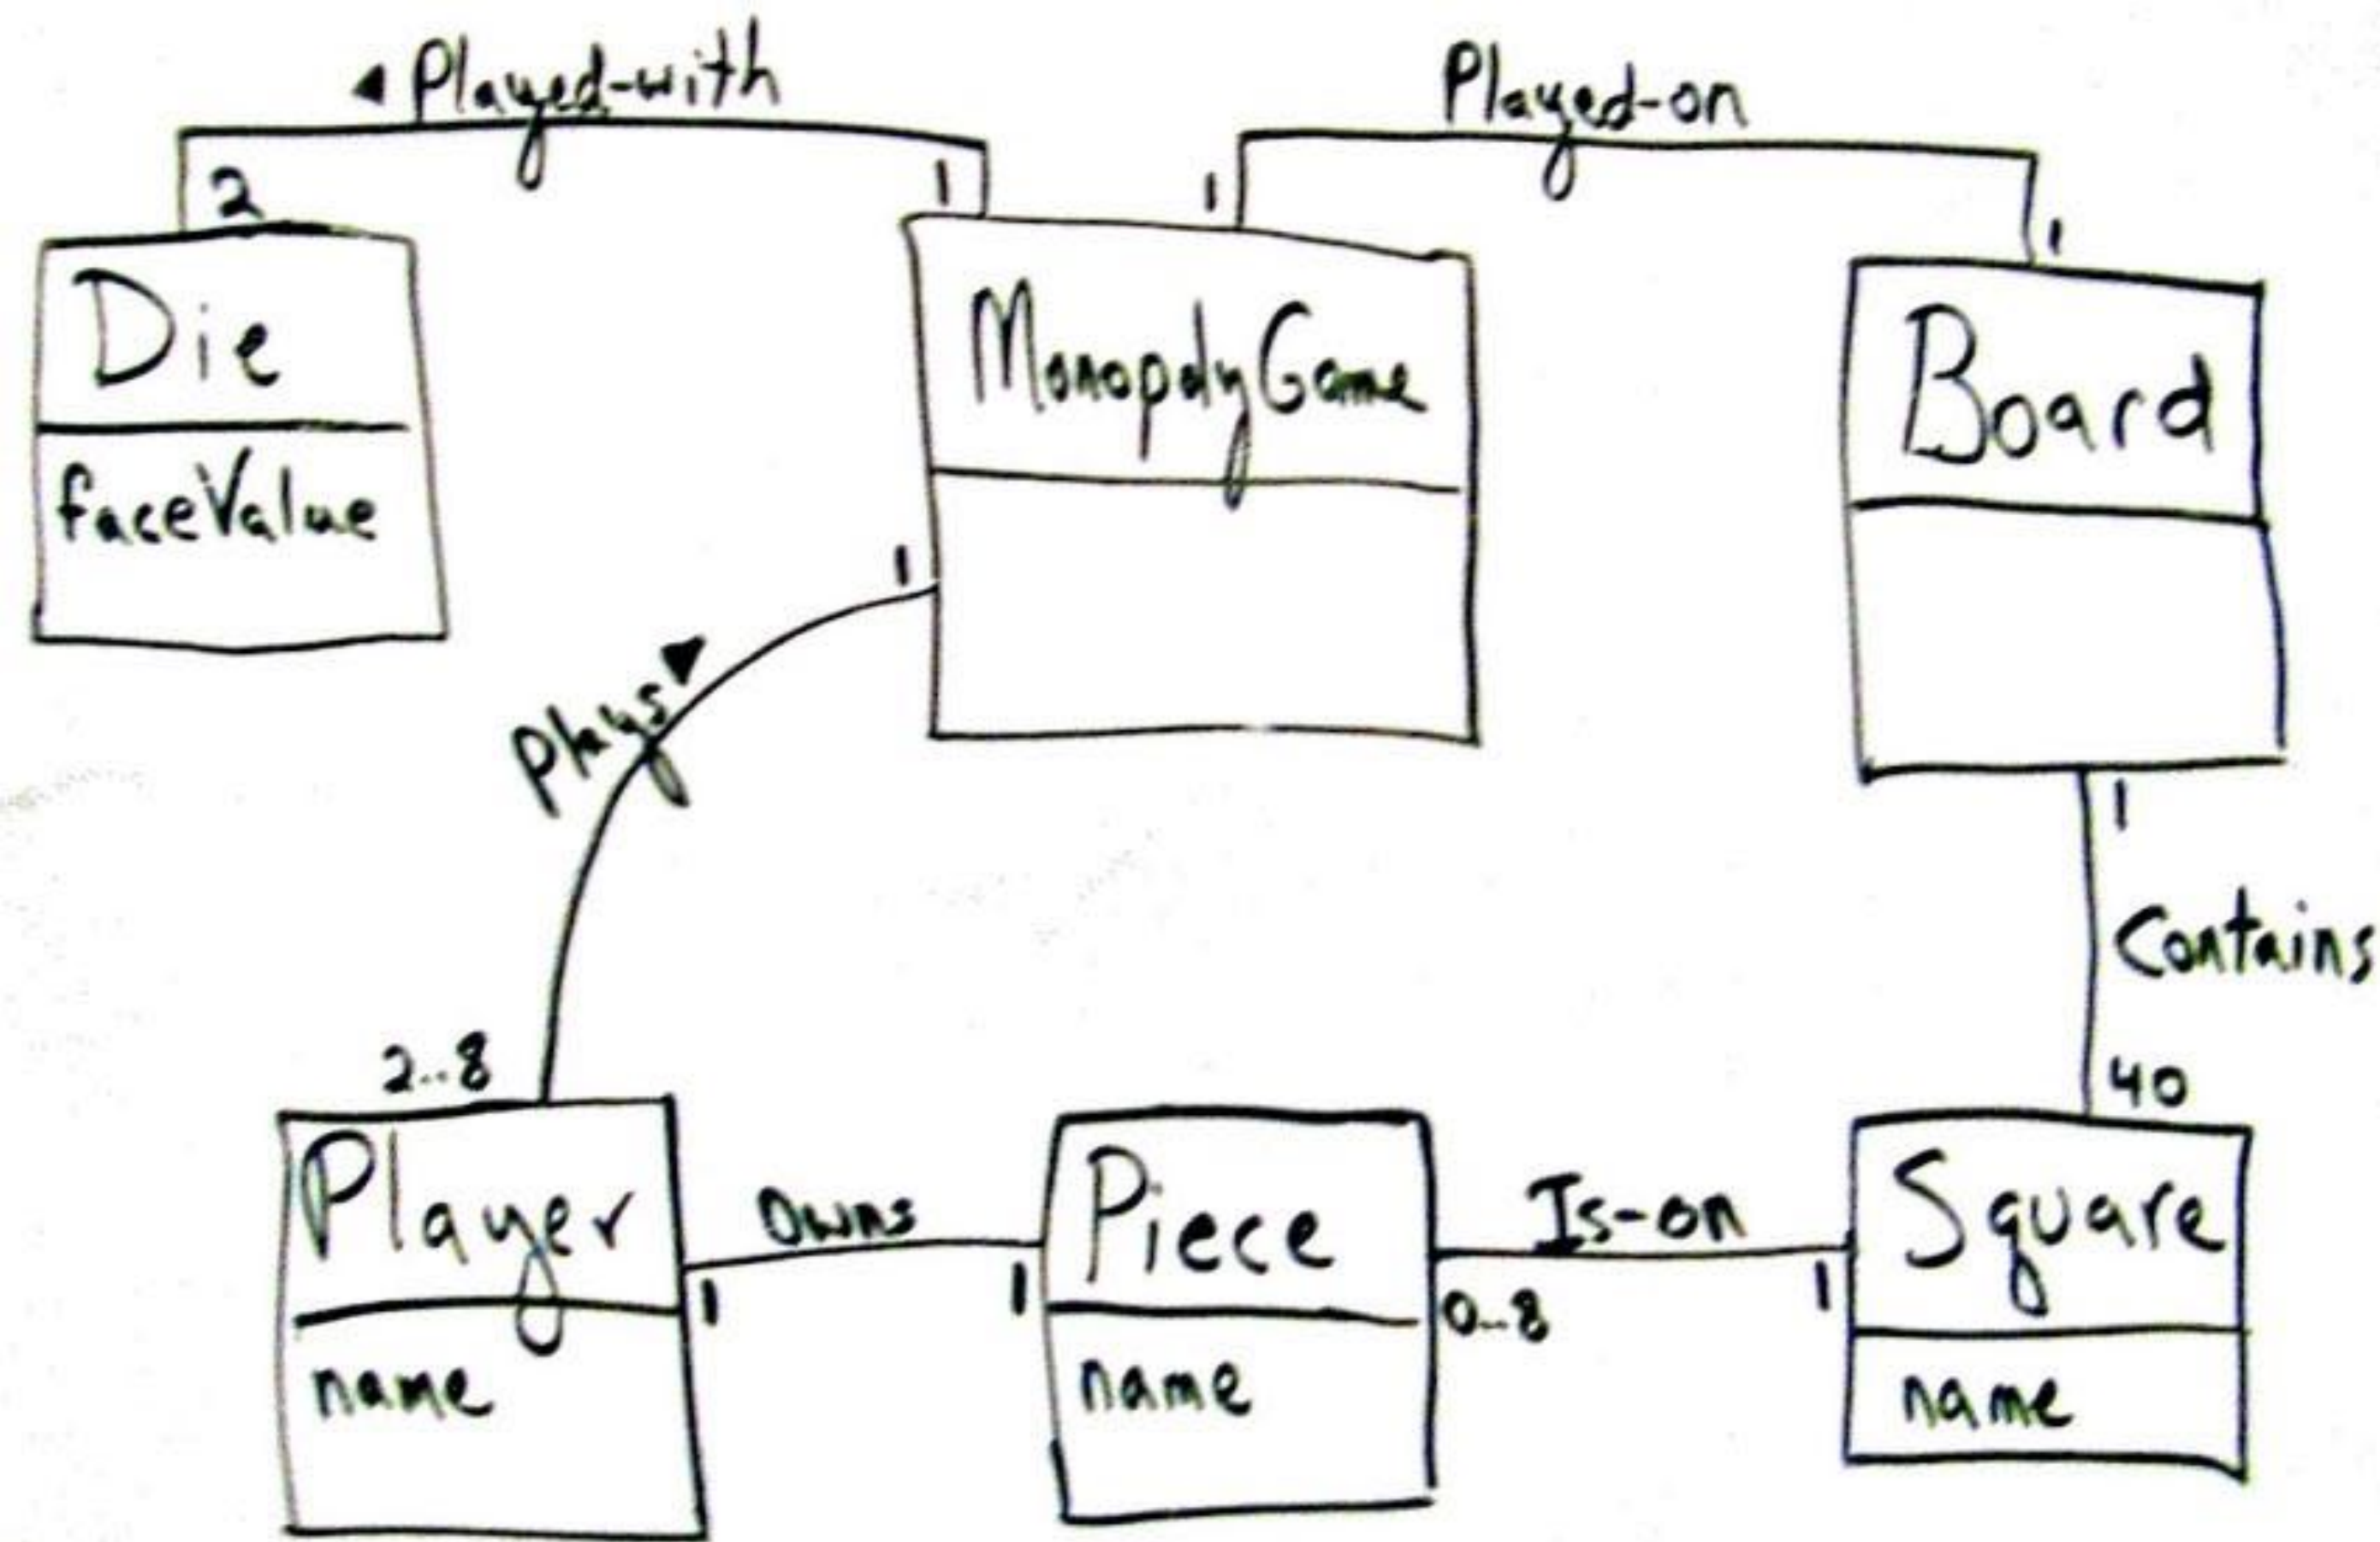 ◄ Played-with
Played-on
2
1
1
1
Die
faceValue
MonopolyGame
Board
1
Plays ►
1
Contains
2..8
40
Player
name
Owns
1
1
Piece
name
Is-on
0..8
1
Square
name